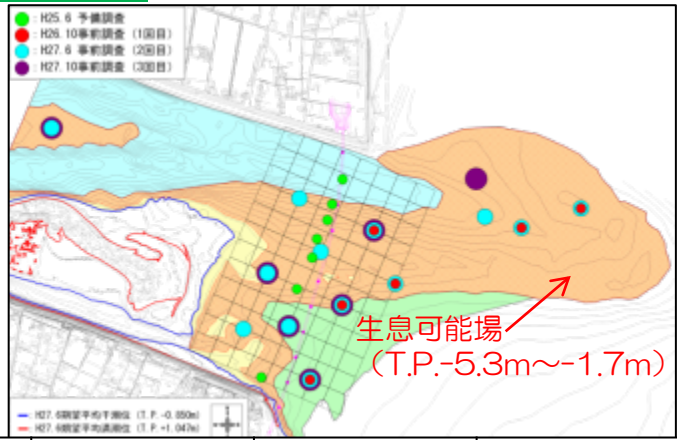 : H25.6 予備調査
: H26.10事前調査（1回目）
: H27.6 事前調査（2回目）
: H27.10事前調査（3回目）
生息可能場
（T.P.-5.3m～-1.7m）
H27.6朔望平均干潮位（T.P.-0.850m）
H27.6朔望平均満潮位（T.P.+1.047m）